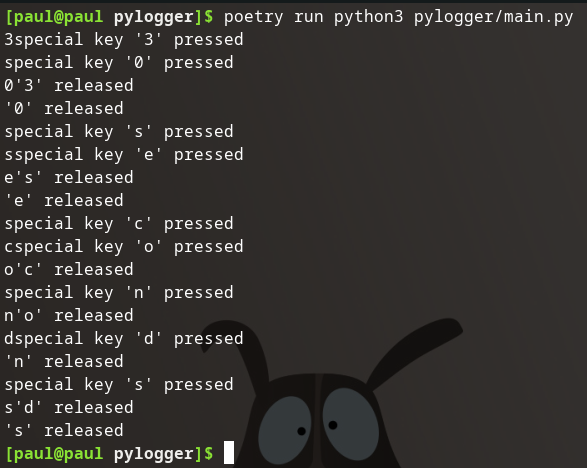 [paul@paul pylogger]$ poetry run python3 pylogger/main.py
3special key '3' pressed
special key '0' pressed
0'3' released
'0' released
special key 's' pressed
sspecial key 'e' pressed
e's' released
'e' released
special key 'c' pressed
cspecial key 'o' pressed
o'c' released
special key 'n' pressed
n'o' released
dspecial key 'd' pressed
'n' released
special key 's' pressed
s'd' released
's' released
[paul@paul pylogger]$